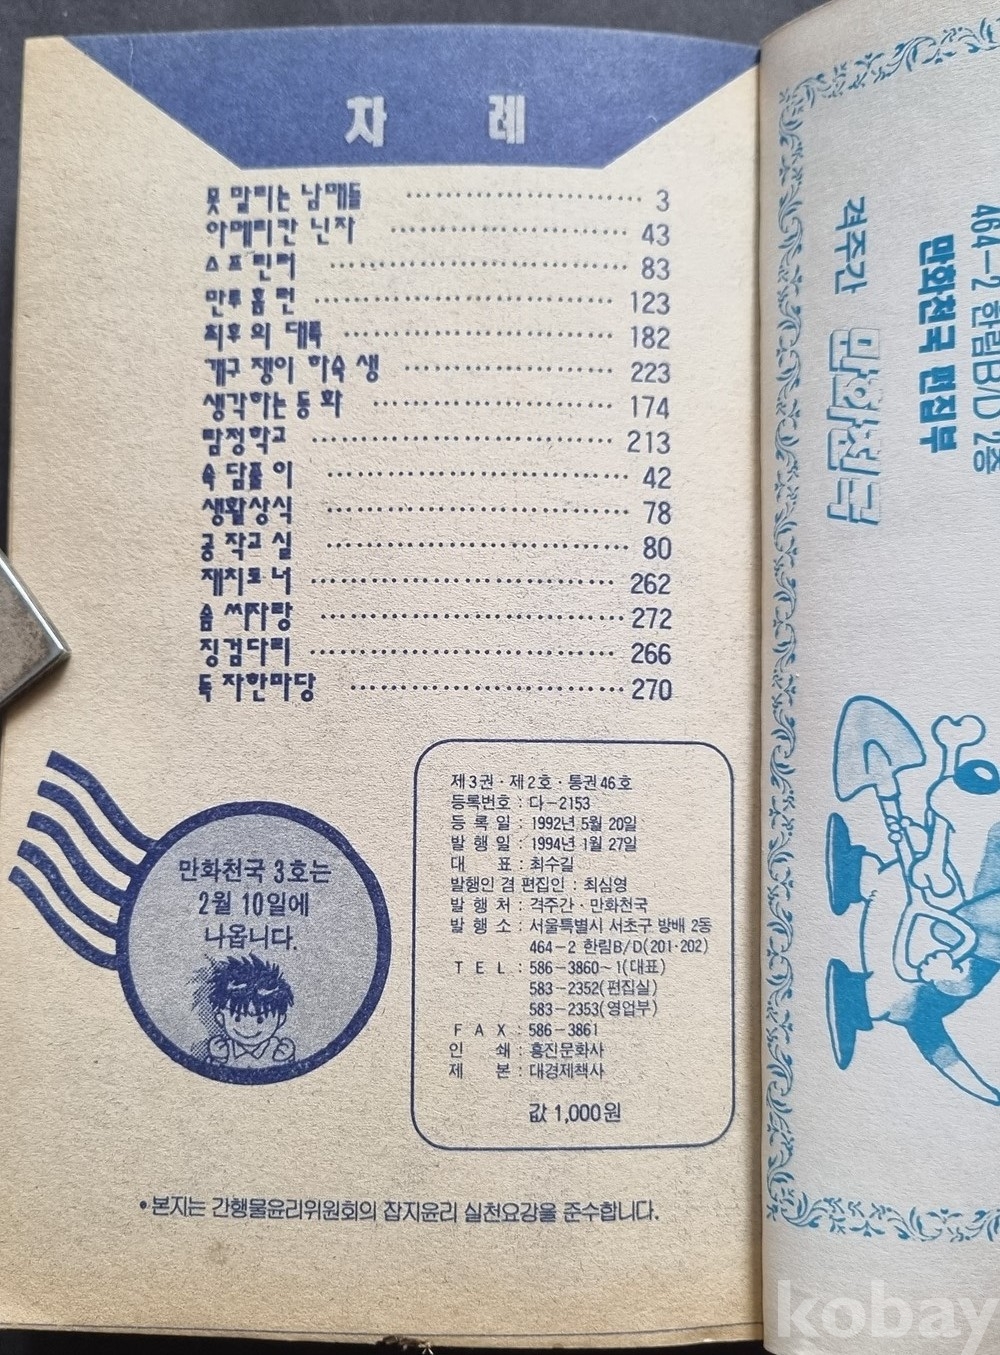 차 례
못 말리는 남매들 3
아메리칸 닌자 43
스프린터 83
만루 홈 런 123
최후의 대륙 182
개구 쟁이 하숙 생 223
생각하는 동 화 174
탐정학교 213
속 담풀 이 42
생활상식 78
공 작교 실 80
재치토 너 262
솜 씨자랑 272
징검다리 266
독 자한마당 270
만화천국 3호는
2월 10일에
나옵니다.
제3권·제2호·통권46호
등록번호 : 다-2153
등 록 일 : 1992년 5월 20일
발 행 일 : 1994년 1월 27일
대 표 : 최수길
발행인 겸 편집인 : 최심영
발 행 처 : 격주간·만화천국
발 행 소 : 서울특별시 서초구 방배 2동
464-2 한림B/D(201·202)
T E L : 586-3860~1(대표)
583-2352(편집실)
583-2353(영업부)
F A X : 586-3861
인 쇄 : 흥진문화사
제 본 : 대경제책사
값 1,000원
•본지는 간행물윤리위원회의 잡지윤리 실천요강을 준수합니다.
464-2 한림B/D 2층
만화천국 편집부
격주간 만화천국
kobay